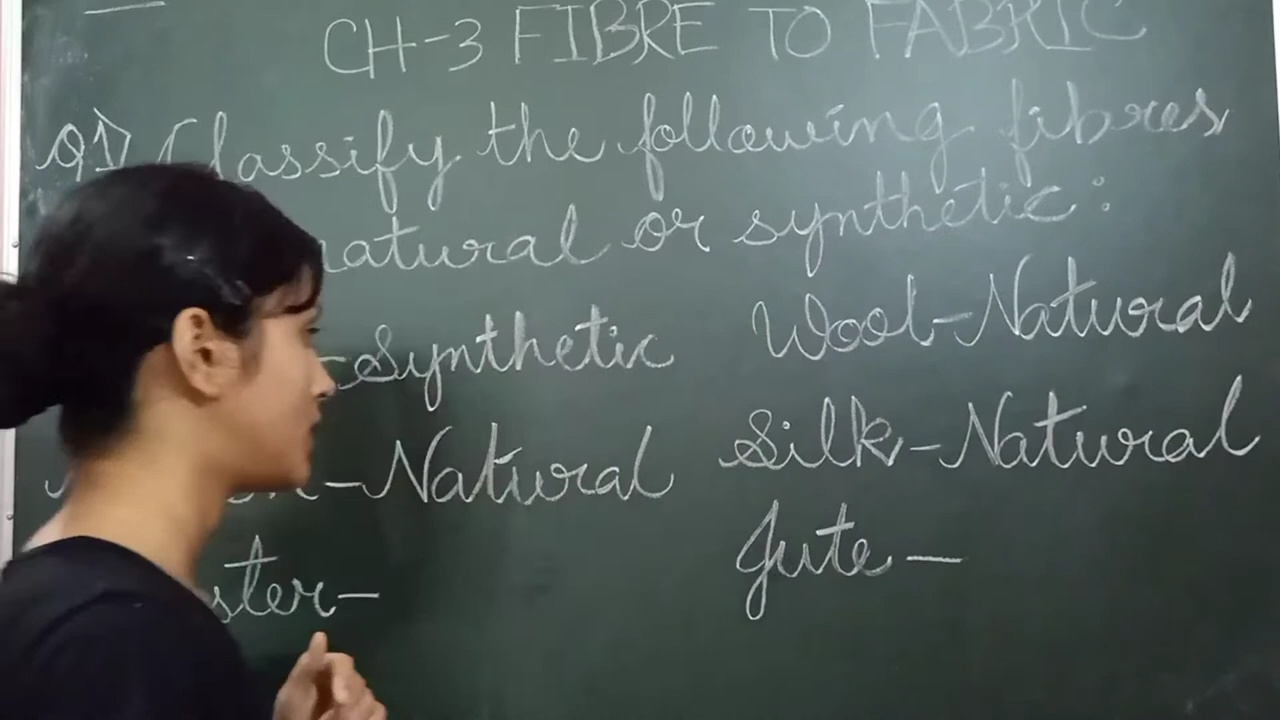 CH-3 FIBRE TO FABRIC
Q1) Classify the following fibres
natural or synthetic:
-Synthetic Wool-Natural
-Natural Silk-Natural
ster- Jute-